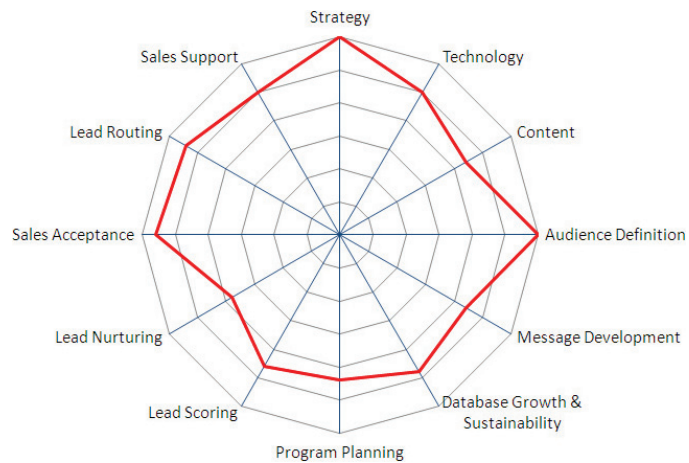 Strategy
Sales Support
Technology
Lead Routing
Content
Sales Acceptance
Audience Definition
Lead Nurturing
Message Development
Lead Scoring
Database Growth &
Sustainability
Program Planning